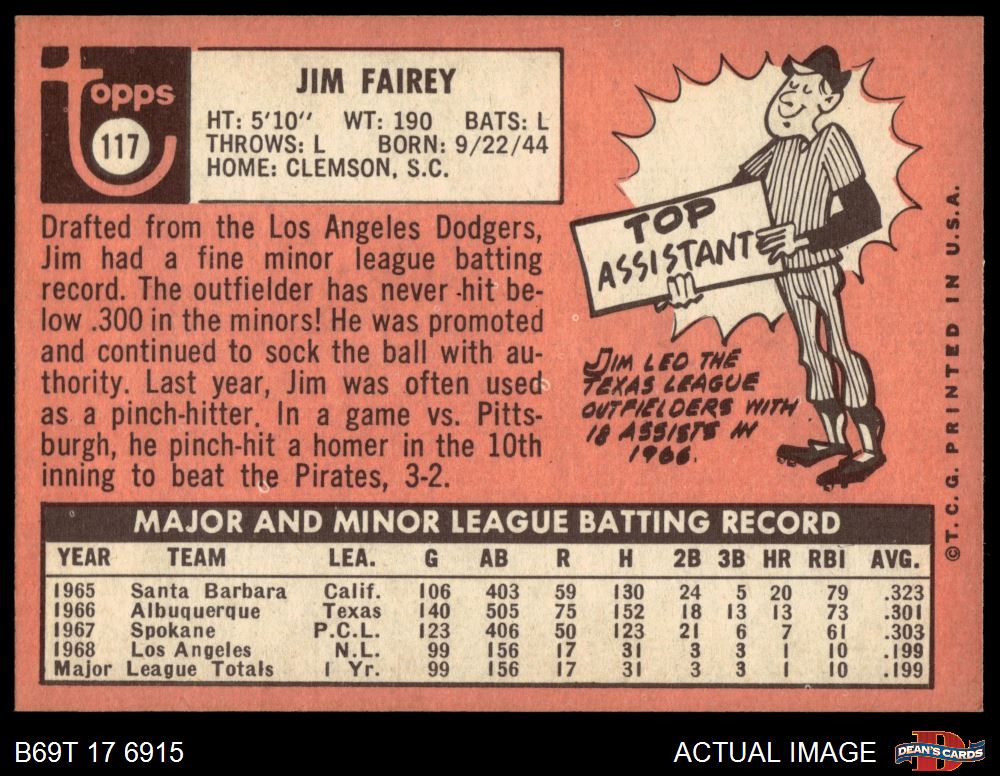 Topps
117
JIM FAIREY
HT: 5'10" WT: 190 BATS: L
THROWS: L BORN: 9/22/44
HOME: CLEMSON, S.C.
Drafted from the Los Angeles Dodgers,
Jim had a fine minor league batting
record. The outfielder has never hit be-
low .300 in the minors! He was promoted
and continued to sock the ball with au-
thority. Last year, Jim was often used
as a pinch-hitter. In a game vs. Pitts-
burgh, he pinch-hit a homer in the 10th
inning to beat the Pirates, 3-2.
TOP
ASSISTANT
JIM LED THE
TEXAS LEAGUE
OUTFIELDERS WITH
18 ASSISTS IN
1966.
©T. C. G. PRINTED IN U.S.A.
MAJOR AND MINOR LEAGUE BATTING RECORD
YEAR TEAM LEA. G AB R H 2B 3B HR RBI AVG.
1965 Santa Barbara Calif. 106 403 59 130 24 5 20 79 .323
1966 Albuquerque Texas 140 505 75 152 18 13 13 73 .301
1967 Spokane P.C.L. 123 406 50 123 21 6 7 61 .303
1968 Los Angeles N.L. 99 156 17 31 3 3 1 10 .199
Major League Totals 1 Yr. 99 156 17 31 3 3 1 10 .199
B69T 17 6915
ACTUAL IMAGE
DEAN'S CARDS